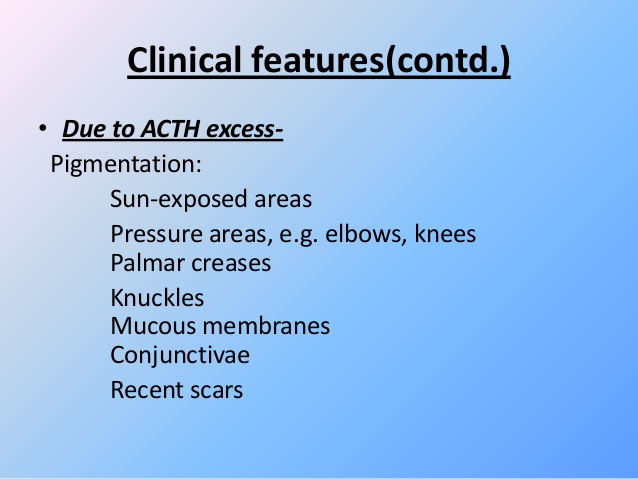 Clinical features(contd.)
• Due to ACTH excess-
Pigmentation:
Sun-exposed areas
Pressure areas, e.g. elbows, knees
Palmar creases
Knuckles
Mucous membranes
Conjunctivae
Recent scars